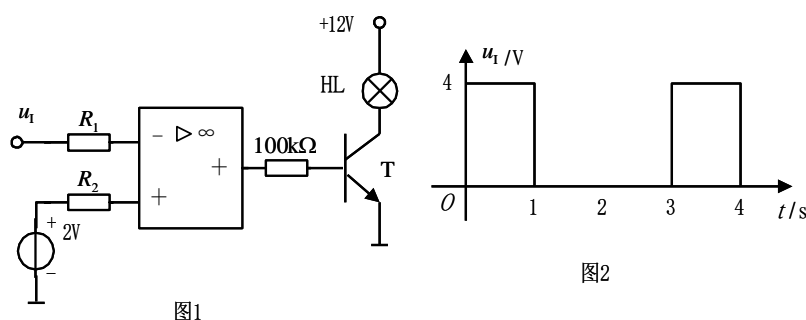 +12V
HL
u_I
R_1
− ▷ ∞
+
100kΩ
T
R_2
+
+
2V
−
图1
u_I /V
4
O
1
2
3
4
t/s
图2